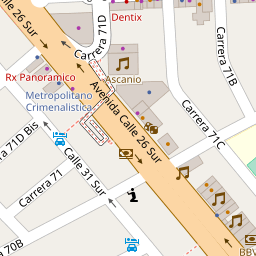 Calle 26 Sur
Carrera 71D
Dentix
Carrera 71B
Rx Panoramico
Ascanio
Metropolitano
Crimenalistica
Avenida Calle 26 Sur
71D Bis
Carrera 71C
Carrera 71
Calle 31 Sur
70B
BBV